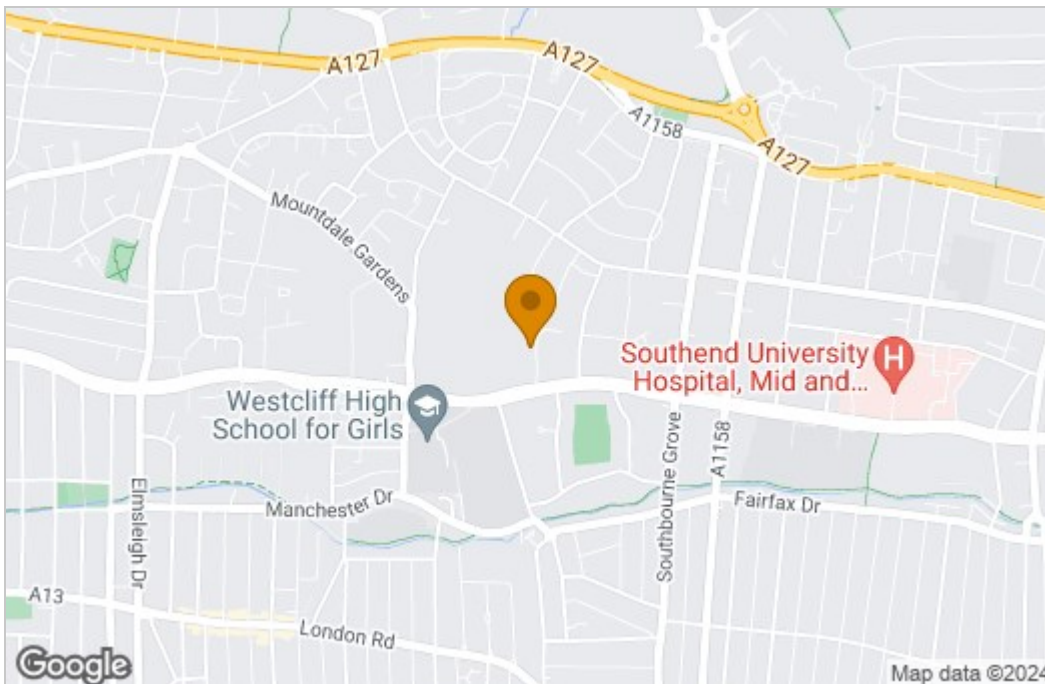 A127
A127
A1158
A127
Mountdale Gardens
Southend University
Hospital, Mid and...
H
Westcliff High
School for Girls
Elmsleigh Dr
Manchester Dr
Southbourne Grove
A1158
Fairfax Dr
A13
London Rd
Google
Map data ©2024